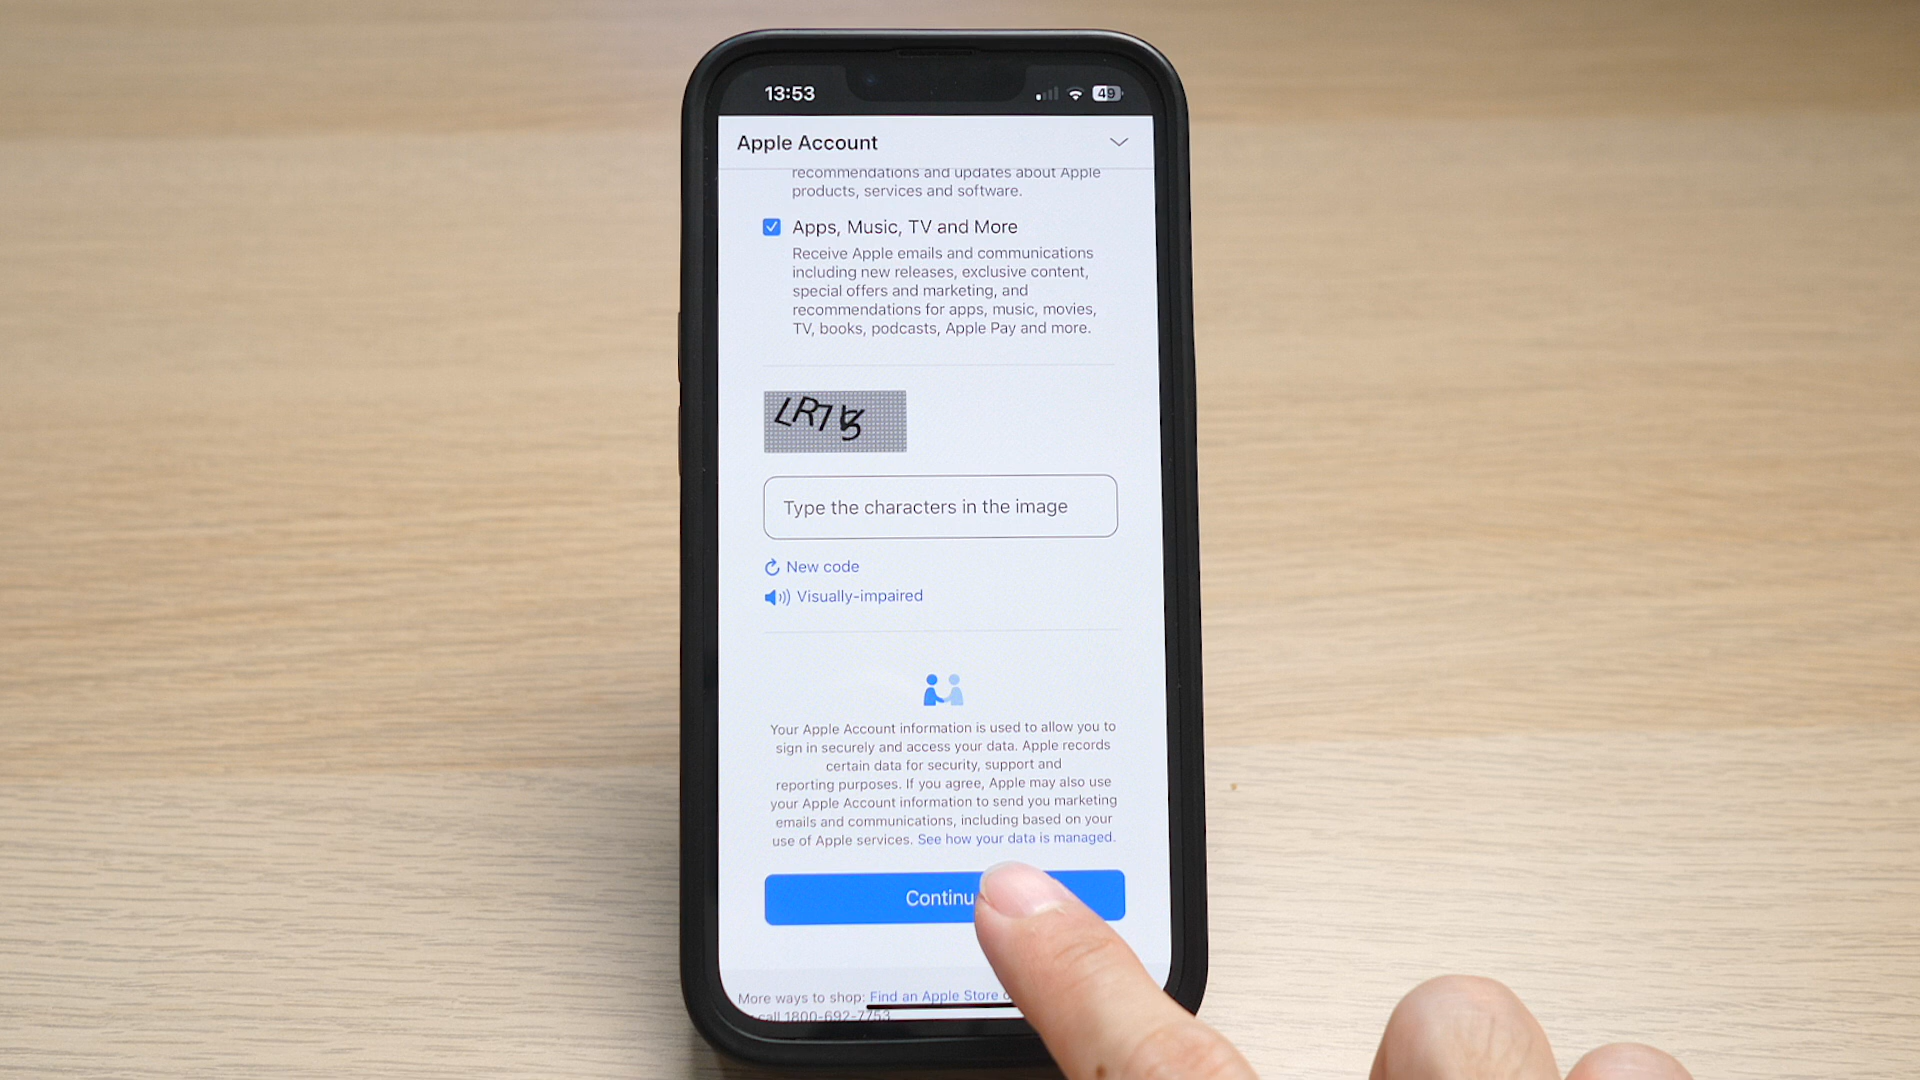 13:53
49
Apple Account
recommendations and updates about Apple
products, services and software.
Apps, Music, TV and More
Receive Apple emails and communications
including new releases, exclusive content,
special offers and marketing, and
recommendations for apps, music, movies,
TV, books, podcasts, Apple Pay and more.
Type the characters in the image
New code
Visually-impaired
Your Apple Account information is used to allow you to
sign in securely and access your data. Apple records
certain data for security, support and
reporting purposes. If you agree, Apple may also use
your Apple Account information to send you marketing
emails and communications, including based on your
use of Apple services. See how your data is managed.
Continu
More ways to shop: Find an Apple Store
call 1800-692-7753